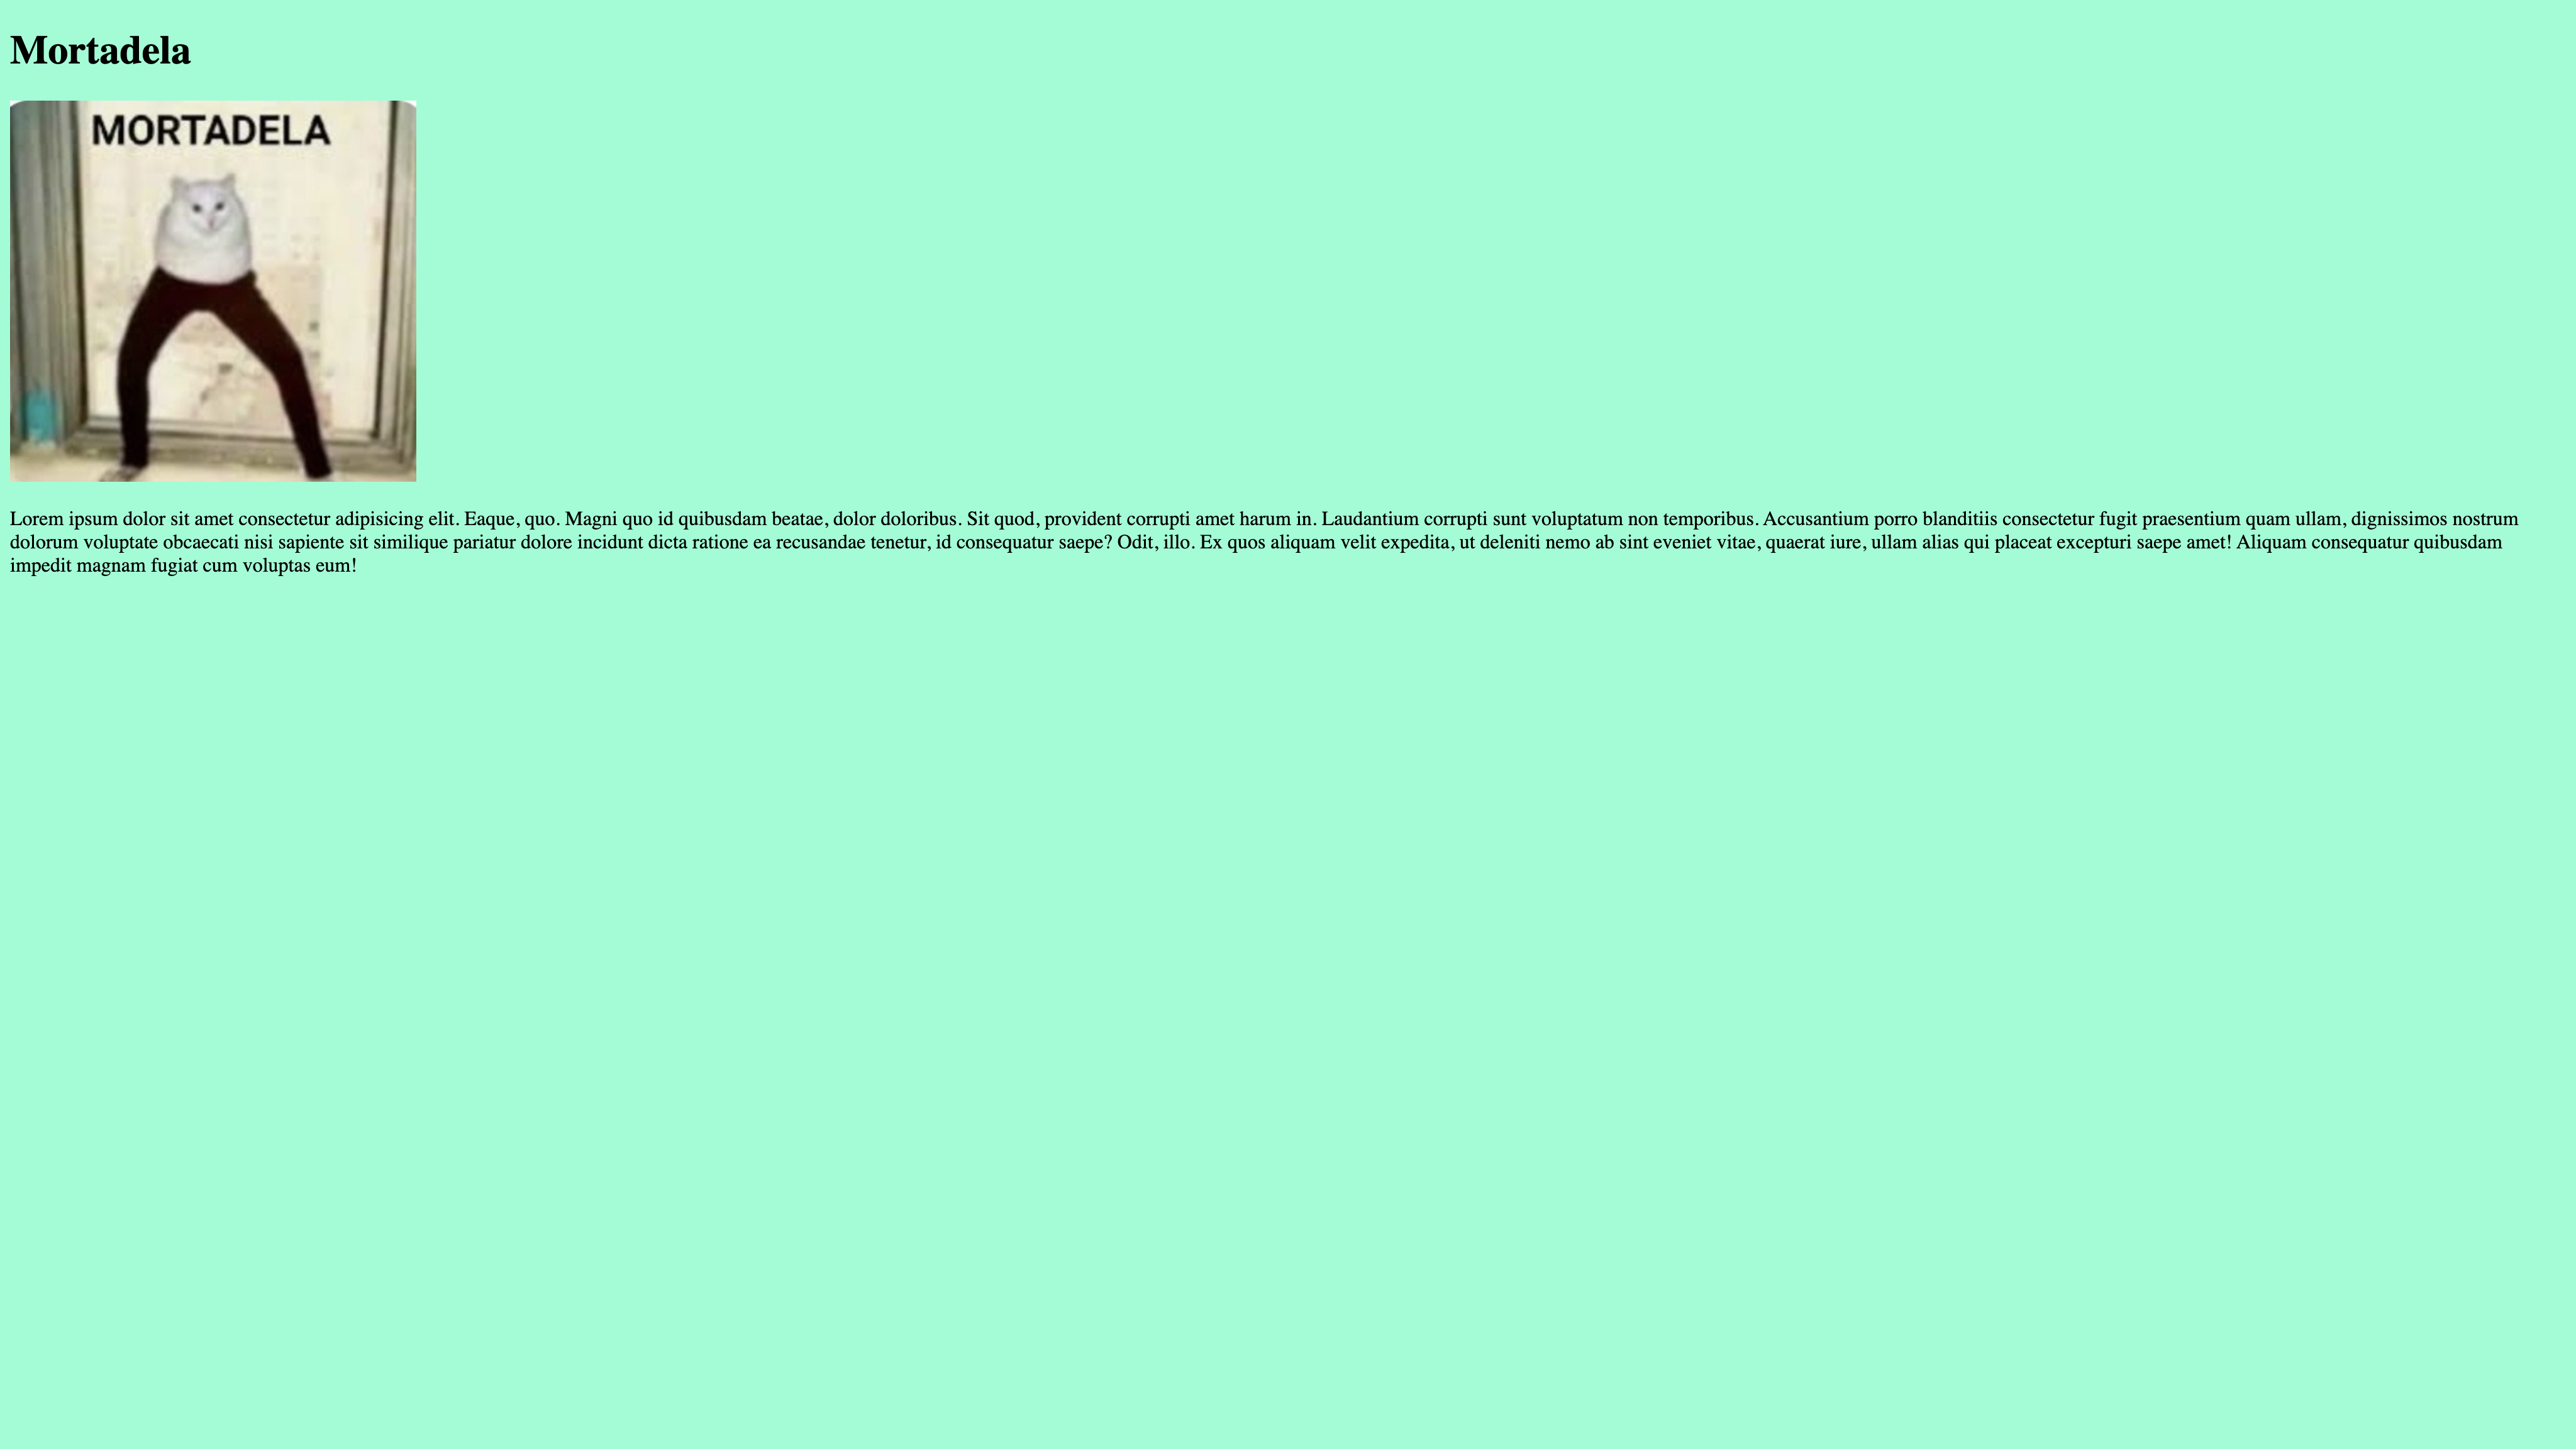 Mortadela
MORTADELA
Lorem ipsum dolor sit amet consectetur adipisicing elit. Eaque, quo. Magni quo id quibusdam beatae, dolor doloribus. Sit quod, provident corrupti amet harum in. Laudantium corrupti sunt voluptatum non temporibus. Accusantium porro blanditiis consectetur fugit praesentium quam ullam, dignissimos nostrum
dolorum voluptate obcaecati nisi sapiente sit similique pariatur dolore incidunt dicta ratione ea recusandae tenetur, id consequatur saepe? Odit, illo. Ex quos aliquam velit expedita, ut deleniti nemo ab sint eveniet vitae, quaerat iure, ullam alias qui placeat excepturi saepe amet! Aliquam consequatur quibusdam
impedit magnam fugiat cum voluptas eum!